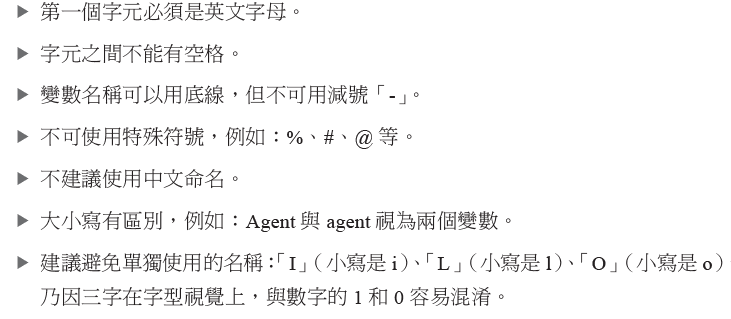 ▶ 第一個字元必須是英文字母。
▶ 字元之間不能有空格。
▶ 變數名稱可以用底線，但不可用減號「-」。
▶ 不可使用特殊符號，例如：%、#、@ 等。
▶ 不建議使用中文命名。
▶ 大小寫有區別，例如：Agent 與 agent 視為兩個變數。
▶ 建議避免單獨使用的名稱：「I」（小寫是 i）、「L」（小寫是 l）、「O」（小寫是 o）
乃因三字在字型視覺上，與數字的 1 和 0 容易混淆。